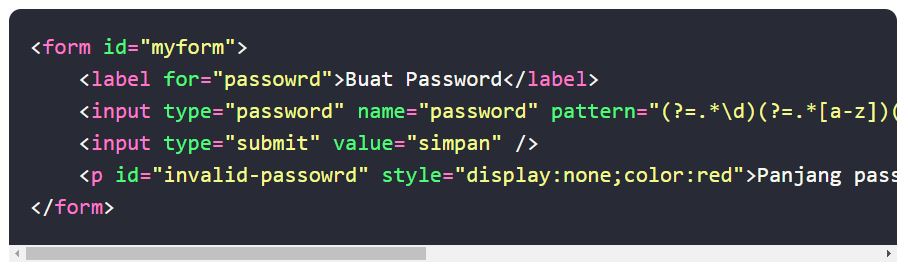 <form id="myform">
<label for="passowrd">Buat Password</label>
<input type="password" name="password" pattern="(?=.*\d)(?=.*[a-z])(
<input type="submit" value="simpan" />
<p id="invalid-passowrd" style="display:none;color:red">Panjang pass
</form>